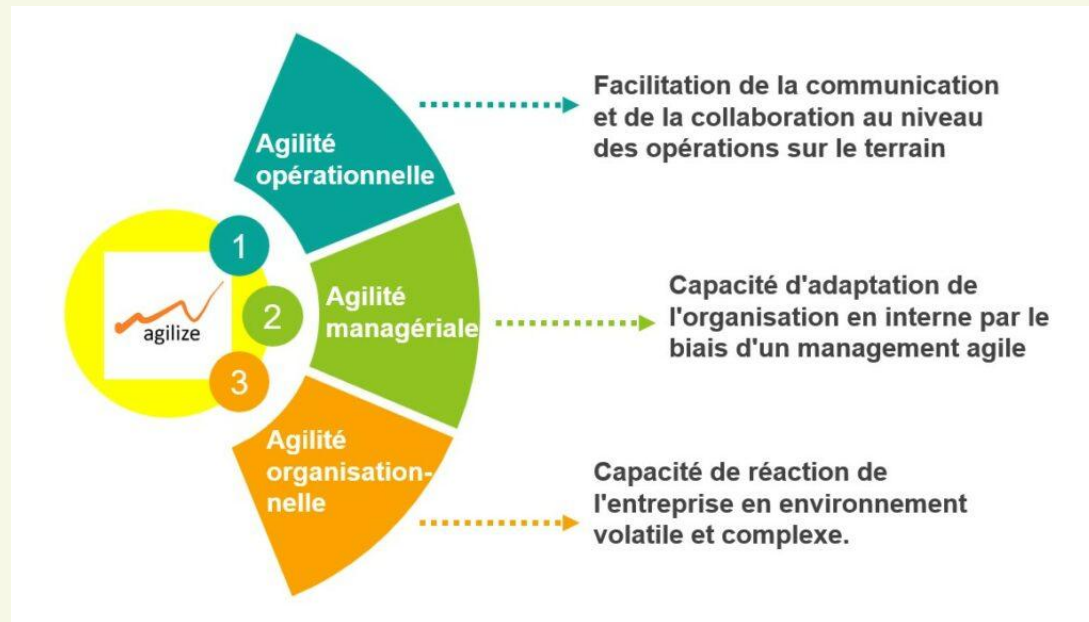 Agilité
opérationnelle
Facilitation de la communication
et de la collaboration au niveau
des opérations sur le terrain
1
agilize
2
Agilité
managériale
Capacité d'adaptation de
l'organisation en interne par le
biais d'un management agile
3
Agilité
organisation-
nelle
Capacité de réaction de
l'entreprise en environnement
volatile et complexe.